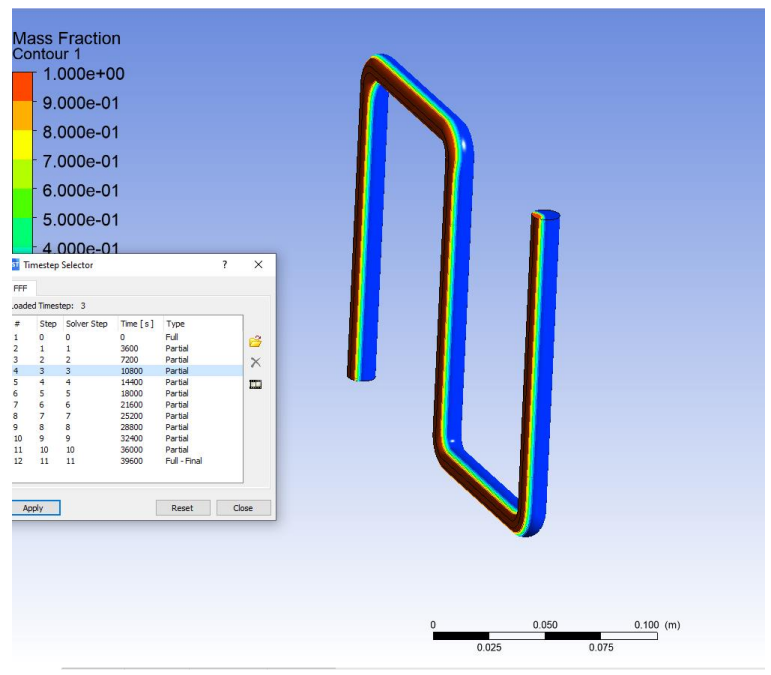 Mass Fraction
Contour 1
1.000e+00
9.000e-01
8.000e-01
7.000e-01
6.000e-01
5.000e-01
4.000e-01
Timestep Selector ? ×
FFF
Loaded Timestep: 3
# Step Solver Step Time [ s ] Type
1 0 0 0 Full
2 1 1 3600 Partial
3 2 2 7200 Partial
4 3 3 10800 Partial
5 4 4 14400 Partial
6 5 5 18000 Partial
7 6 6 21600 Partial
8 7 7 25200 Partial
9 8 8 28800 Partial
10 9 9 32400 Partial
11 10 10 36000 Partial
12 11 11 39600 Full - Final
Apply Reset Close
0 0.050 0.100 (m)
0.025 0.075